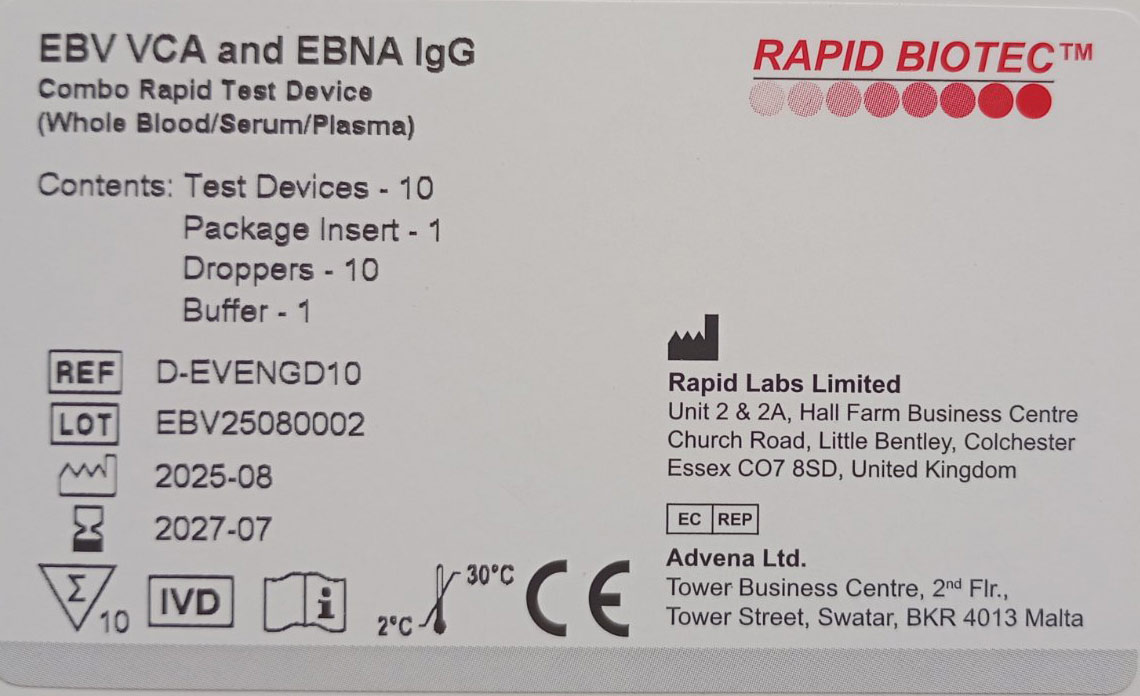 EBV VCA and EBNA IgG
Combo Rapid Test Device
(Whole Blood/Serum/Plasma)
Contents: Test Devices - 10
Package Insert - 1
Droppers - 10
Buffer - 1
REF D-EVENGD10
LOT EBV25080002
2025-08
2027-07
Σ 10
IVD
i
2°C 30°C
CE
RAPID BIOTEC™
Rapid Labs Limited
Unit 2 & 2A, Hall Farm Business Centre
Church Road, Little Bentley, Colchester
Essex CO7 8SD, United Kingdom
EC REP
Advena Ltd.
Tower Business Centre, 2nd Flr.,
Tower Street, Swatar, BKR 4013 Malta